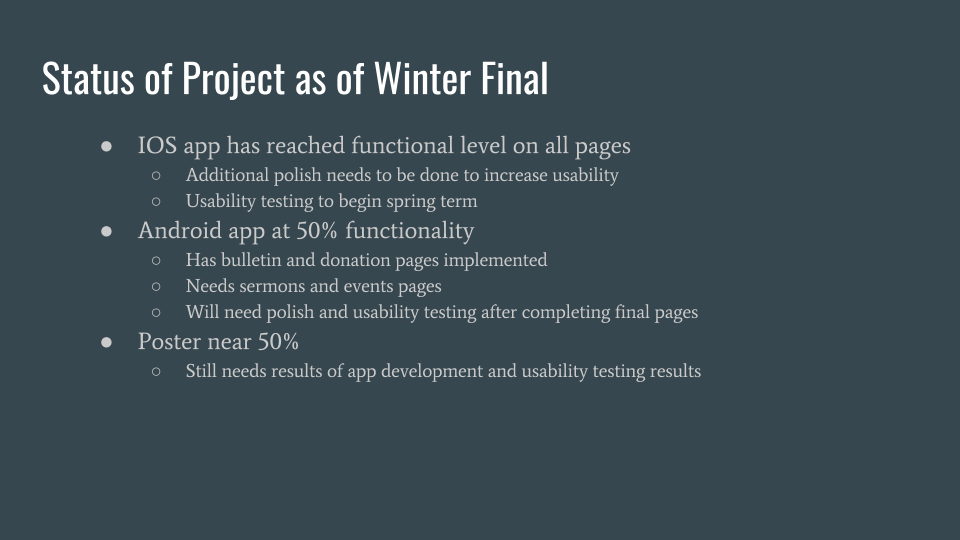 Status of Project as of Winter Final
● IOS app has reached functional level on all pages
○ Additional polish needs to be done to increase usability
○ Usability testing to begin spring term
● Android app at 50% functionality
○ Has bulletin and donation pages implemented
○ Needs sermons and events pages
○ Will need polish and usability testing after completing final pages
● Poster near 50%
○ Still needs results of app development and usability testing results